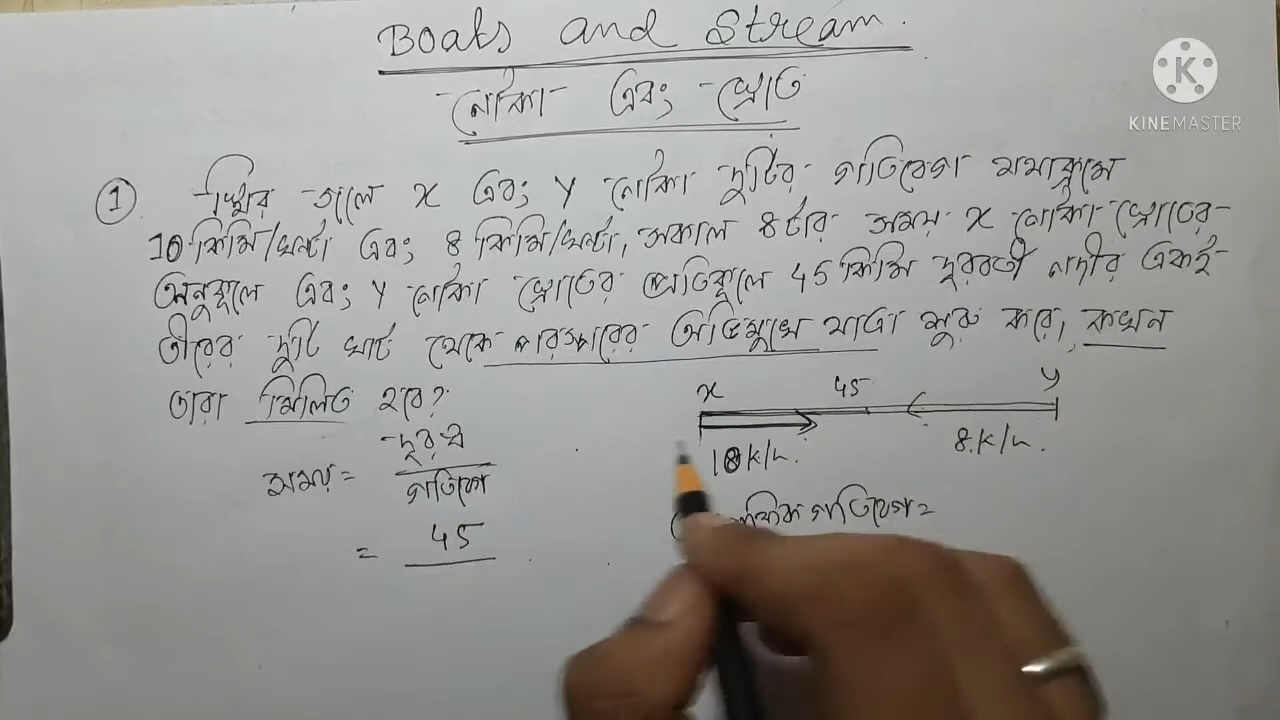 Boats and Stream.
নৌকা এবং স্রোত
① স্থির জলে x এবং y নৌকা দুটির গতিবেগ যথাক্রমে
10 কিমি/ঘন্টা এবং 8 কিমি/ঘন্টা, সকাল 8 টার সময় x নৌকা স্রোতের
অনুকূলে এবং y নৌকা স্রোতের প্রতিকূলে 45 কিমি দূরবর্তী নদীর একই
তীরের দুটি ঘাট থেকে পরস্পরের অভিমুখে যাত্রা শুরু করে, কখন
তারা মিলিত হবে?
x 45 y
10 K/h. 8 K/h.
সময় = দূরত্ব
গতিবেগ
গতিবেগ =
= 45
KINEMASTER